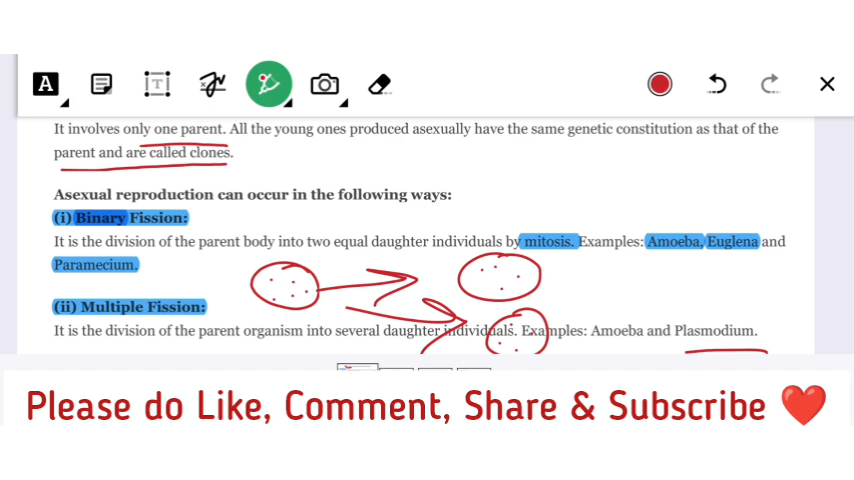 A
T
It involves only one parent. All the young ones produced asexually have the same genetic constitution as that of the
parent and are called clones.
Asexual reproduction can occur in the following ways:
(i) Binary Fission:
It is the division of the parent body into two equal daughter individuals by mitosis. Examples: Amoeba, Euglena and
Paramecium.
(ii) Multiple Fission:
It is the division of the parent organism into several daughter individuals. Examples: Amoeba and Plasmodium.
Please do Like, Comment, Share & Subscribe ❤️